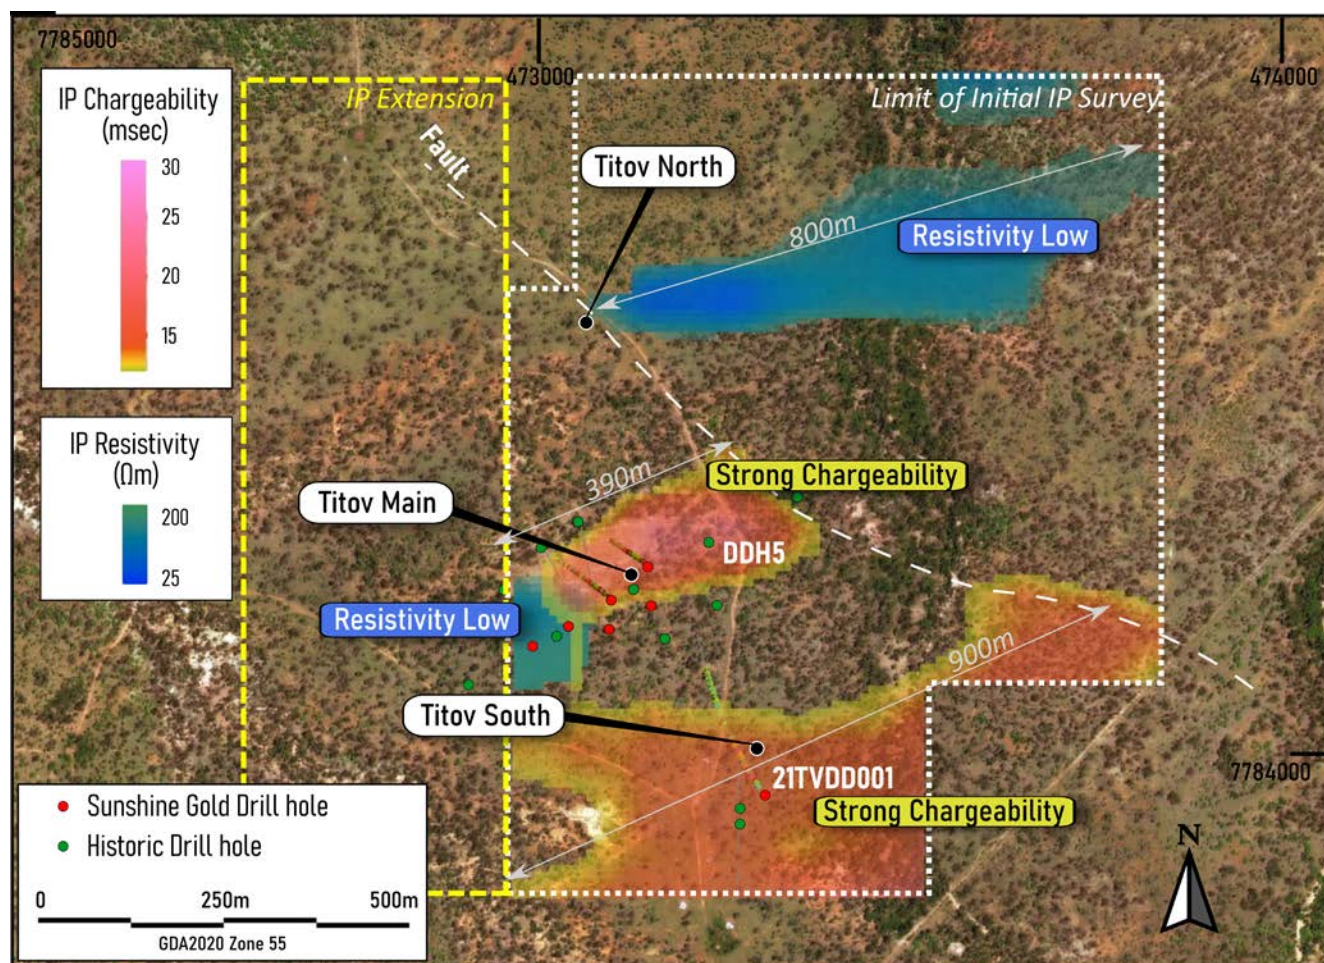 7785000
473000
474000
IP Chargeability
(msec)
30
25
20
15
IP Resistivity
(Ωm)
200
25
IP Extension
Limit of Initial IP Survey
Fault
Titov North
800m
Resistivity Low
390m
Strong Chargeability
Titov Main
DDH5
Resistivity Low
900m
Titov South
21TVDD001
Strong Chargeability
7784000
Sunshine Gold Drill hole
Historic Drill hole
0
250m
500m
GDA2020 Zone 55
N